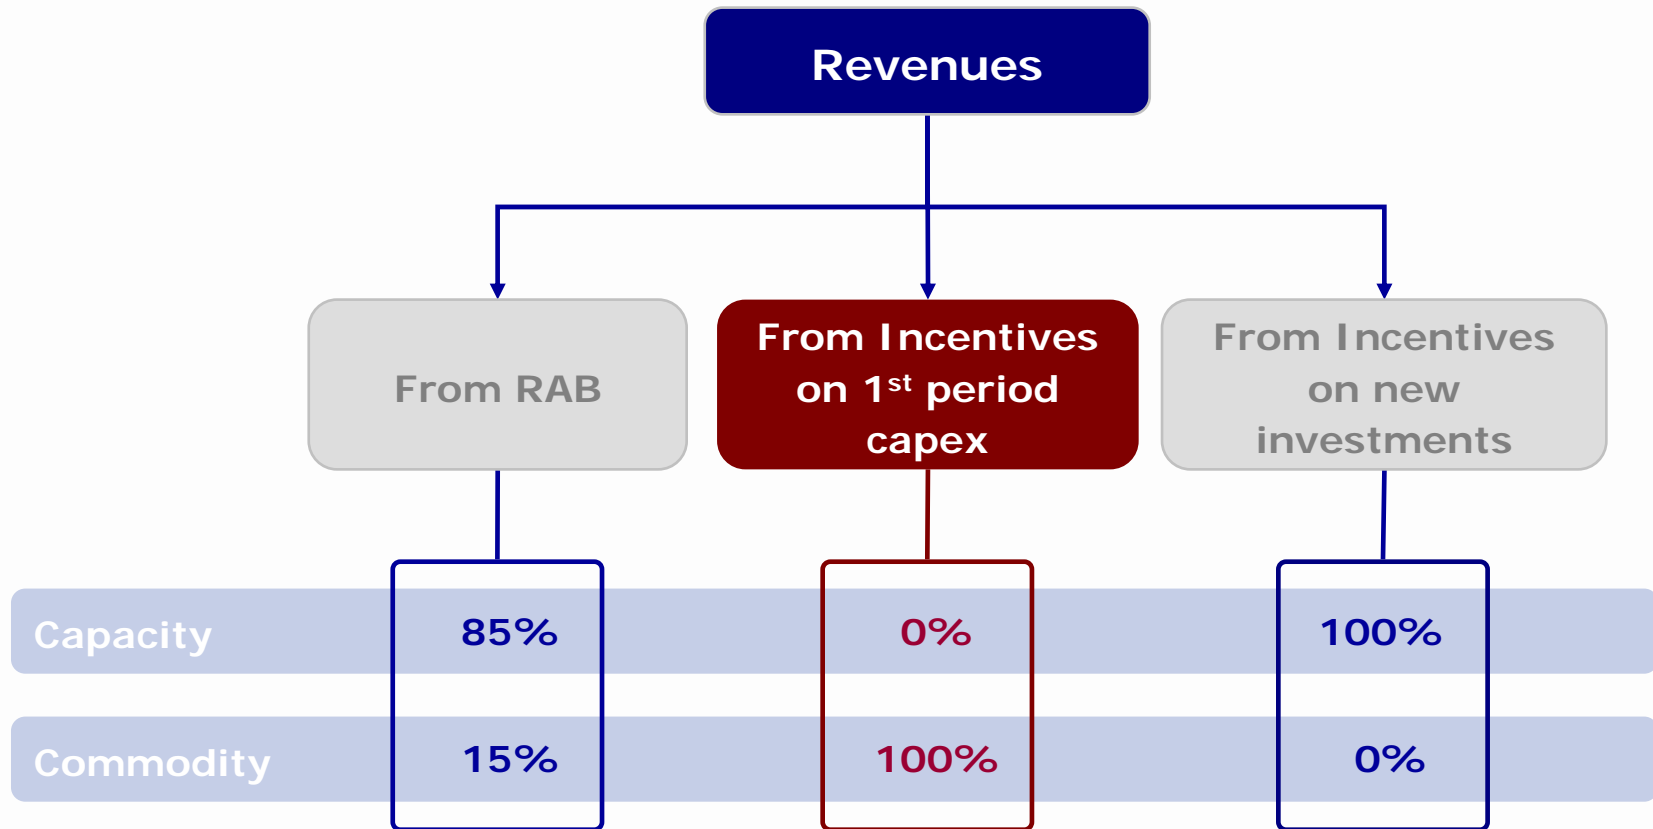 Revenues
From RAB
From Incentives
on 1st period
capex
From Incentives
on new
investments
Capacity 85% 0% 100%
Commodity 15% 100% 0%